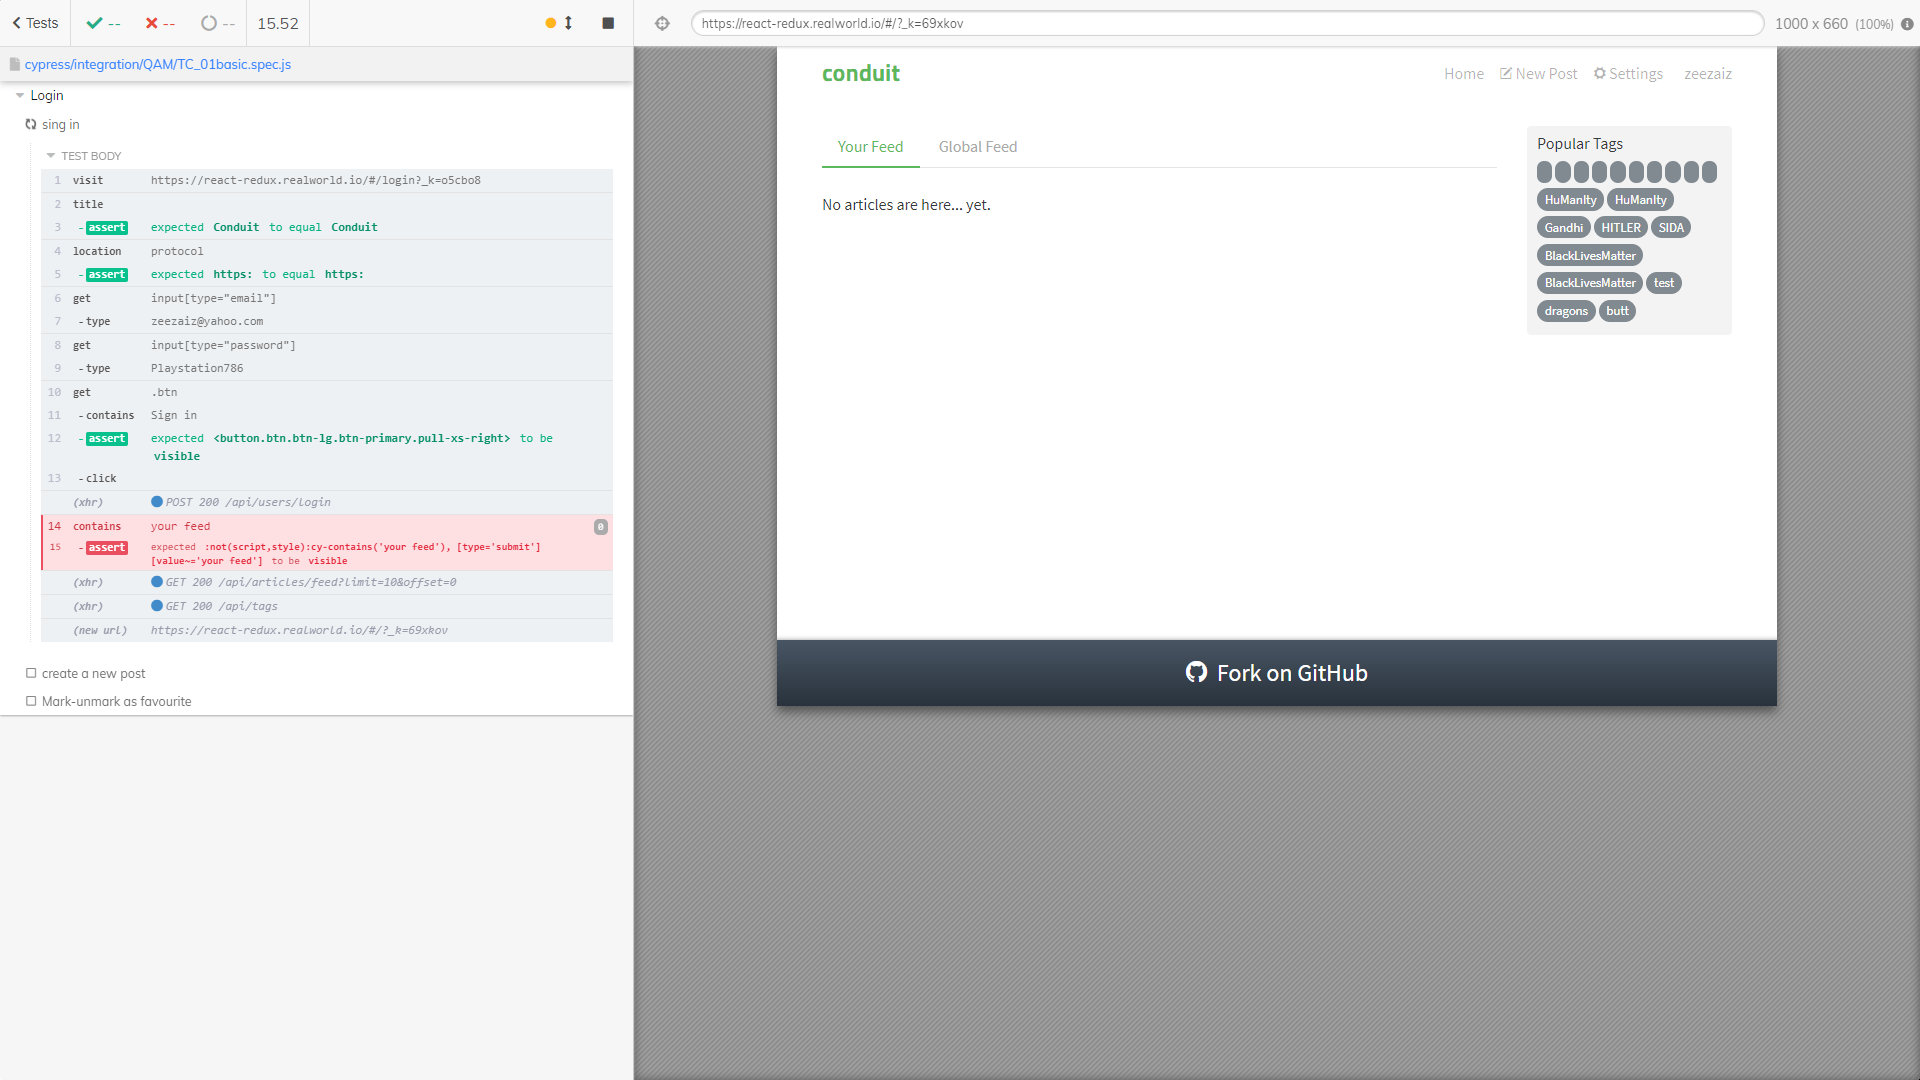 Tests -- -- -- 15.52
cypress/integration/QAM/TC_01basic.spec.js
Login
sing in
TEST BODY
1 visit https://react-redux.realworld.io/#/login?_k=o5cbo8
2 title
3 -assert expected Conduit to equal Conduit
4 location protocol
5 -assert expected https: to equal https:
6 get input[type="email"]
7 -type zeezaiz@yahoo.com
8 get input[type="password"]
9 -type Playstation786
10 get .btn
11 -contains Sign in
12 -assert expected <button.btn.btn-lg.btn-primary.pull-xs-right> to be
visible
13 -click
(xhr) POST 200 /api/users/login
14 contains your feed 0
15 -assert expected :not(script,style):cy-contains('your feed'), [type='submit']
[value~='your feed'] to be visible
(xhr) GET 200 /api/articles/feed?limit=10&offset=0
(xhr) GET 200 /api/tags
(new url) https://react-redux.realworld.io/#/?_k=69xkov
create a new post
Mark-unmark as favourite
https://react-redux.realworld.io/#/?_k=69xkov
1000 x 660 (100%)
conduit
Home New Post Settings zeezaiz
Your Feed Global Feed
No articles are here... yet.
Popular Tags
HuManIty HuManIty
Gandhi HITLER SIDA
BlackLivesMatter
BlackLivesMatter test
dragons butt
Fork on GitHub